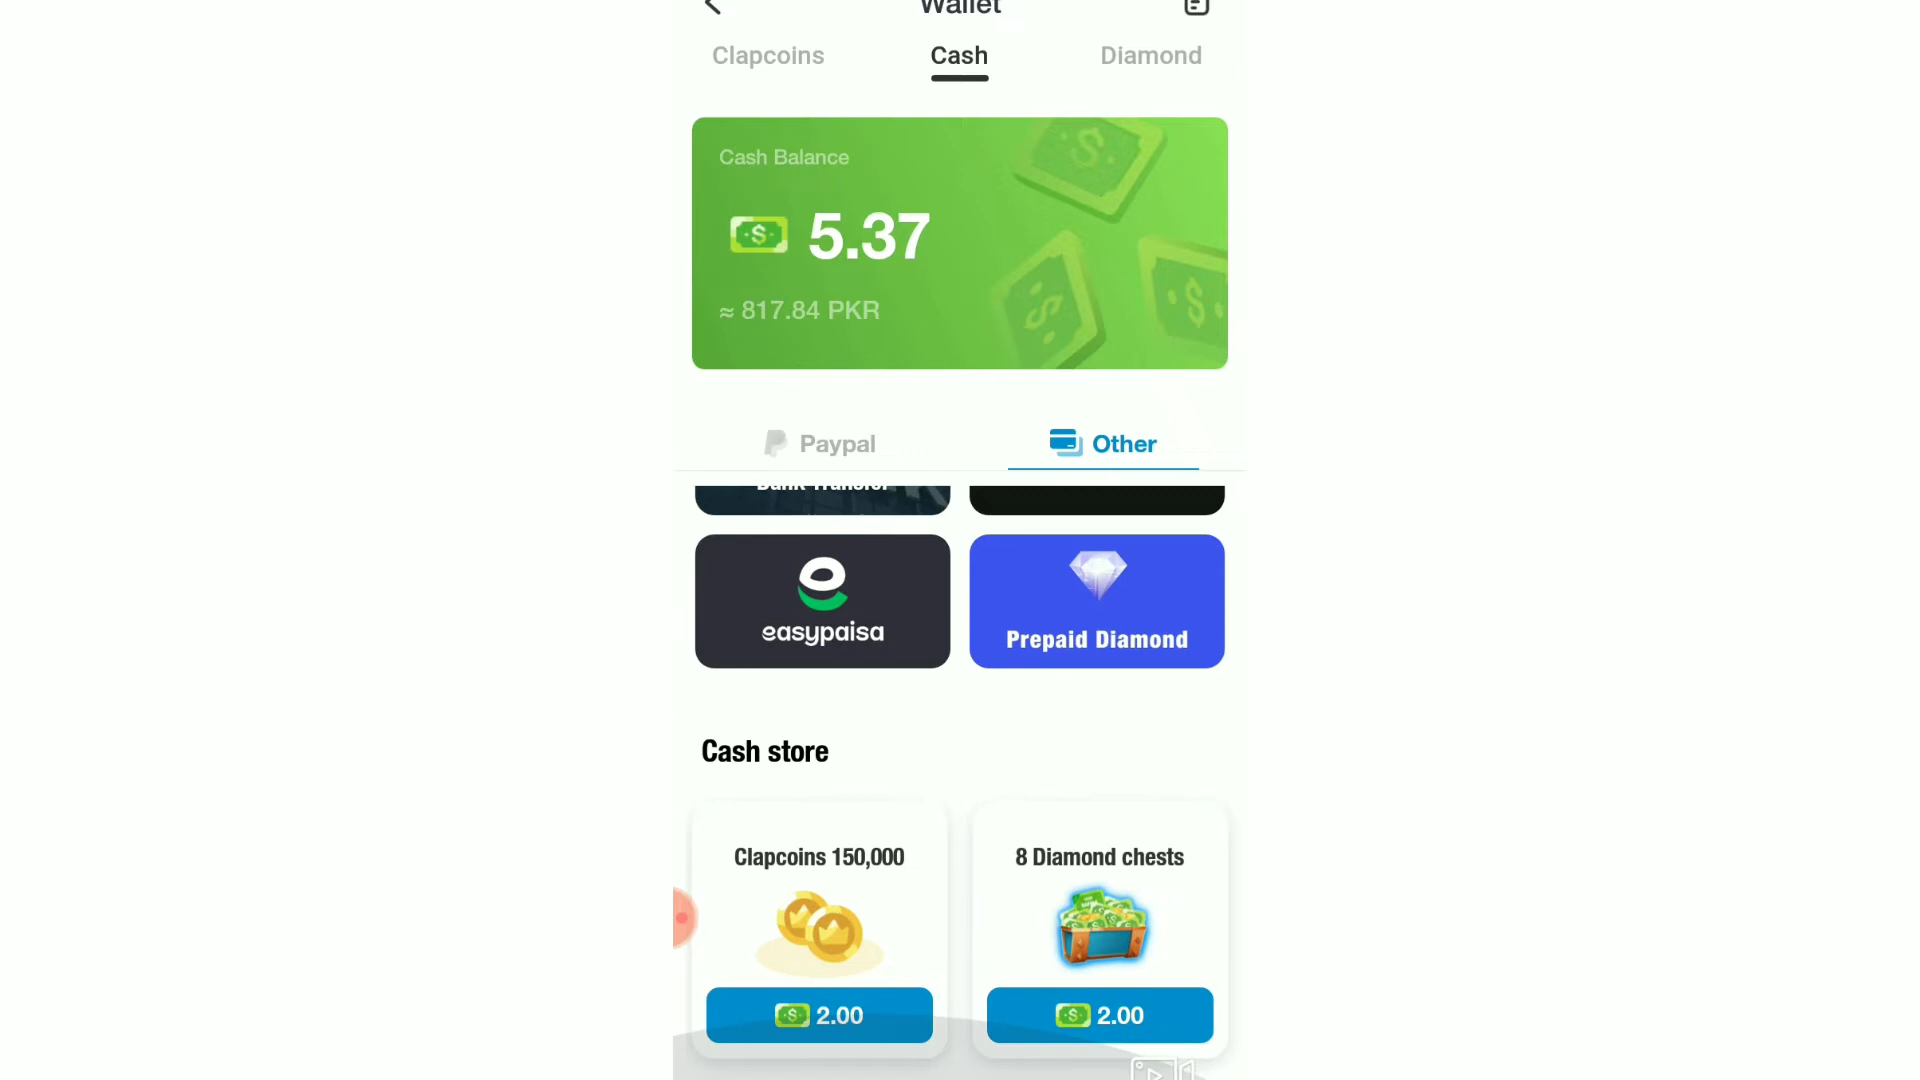 Wallet
Clapcoins
Cash
Diamond
Cash Balance
5.37
≈ 817.84 PKR
Paypal
Other
Bank Transfer
easypaisa
Prepaid Diamond
Cash store
Clapcoins 150,000
8 Diamond chests
2.00
2.00